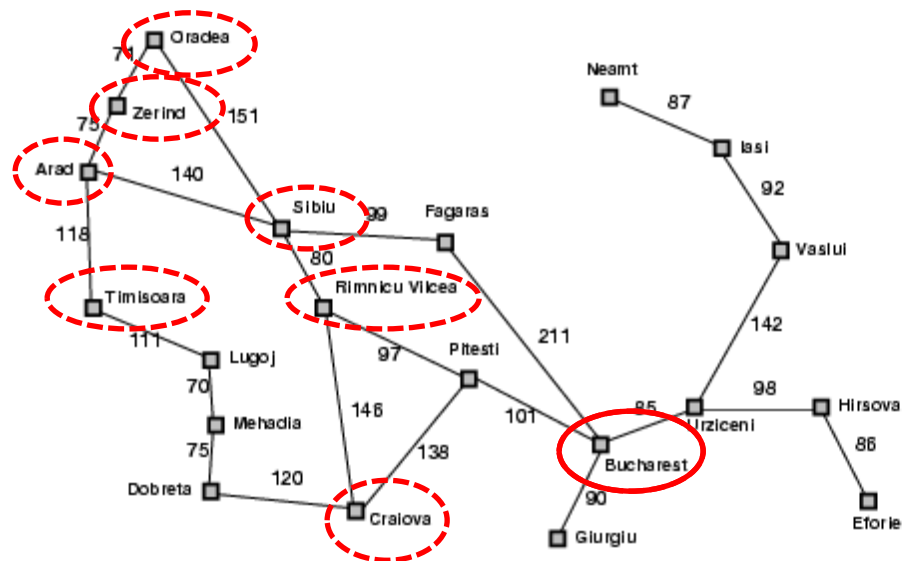 Oradea
71
Neamt
87
Zerind
151
75
Iasi
Arad
140
92
Sibiu
99
Fagaras
118
80
Vaslui
Rimnicu Vilcea
Timisoara
211
142
111
97
Pitesti
Lugoj
98
70
146
101
85
Hirsova
Urziceni
Mehadia
138
86
75
Bucharest
120
Dobreta
90
Craiova
Eforie
Giurgiu